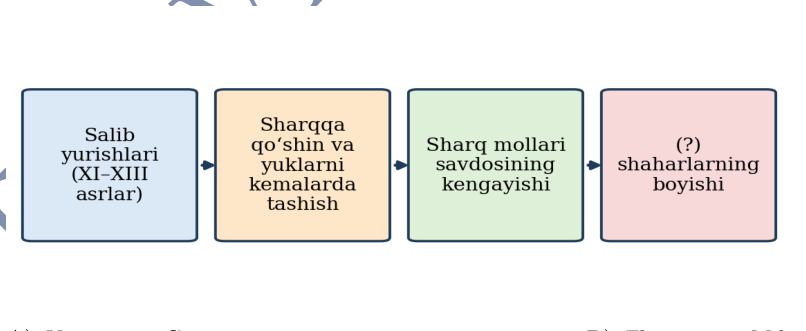 Salib
yurishlari
(XI–XIII
asrlar)
Sharqqa
qo‘shin va
yuklarni
kemalarda
tashish
Sharq mollari
savdosining
kengayishi
(?)
shaharlarning
boyishi